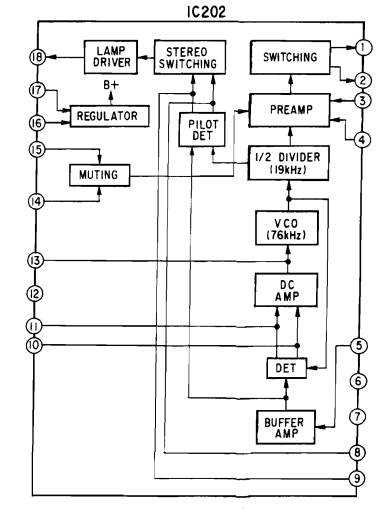 IC202
18
LAMP
DRIVER
STEREO
SWITCHING
SWITCHING
1
2
17
B+
REGULATOR
16
PILOT
DET
PREAMP
3
4
15
MUTING
14
1/2 DIVIDER
(19kHz)
VCO
(76kHz)
13
12
DC
AMP
11
10
5
DET
6
7
BUFFER
AMP
8
9